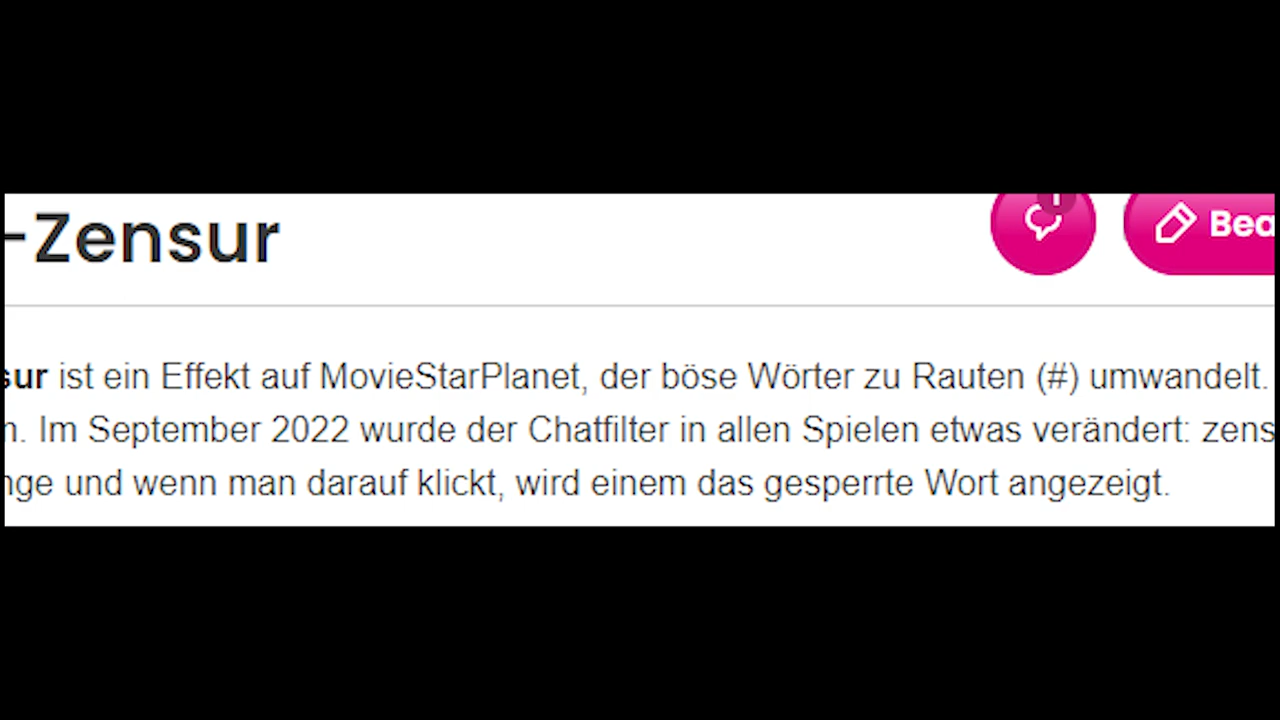 -Zensur
Bea
sur ist ein Effekt auf MovieStarPlanet, der böse Wörter zu Rauten (#) umwandelt.
n. Im September 2022 wurde der Chatfilter in allen Spielen etwas verändert: zens
nge und wenn man darauf klickt, wird einem das gesperrte Wort angezeigt.